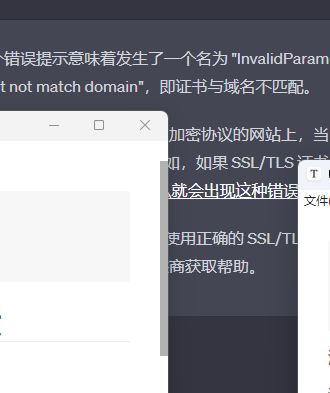 个错误提示意味着发生了一个名为 "InvalidParam
t not match domain"，即证书与域名不匹配。
加密协议的网站上，当
如，如果 SSL/TLS 证书
就会出现这种错误
T
文件(
使用正确的 SSL/TL
商获取帮助。